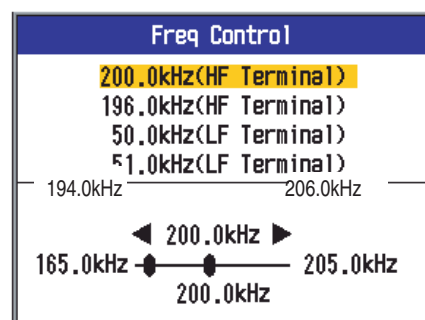 Freq Control
200.0kHz(HF Terminal)
196.0kHz(HF Terminal)
50.0kHz(LF Terminal)
51.0kHz(LF Terminal)
194.0kHz 206.0kHz
◀ 200.0kHz ▶
165.0kHz 205.0kHz
200.0kHz